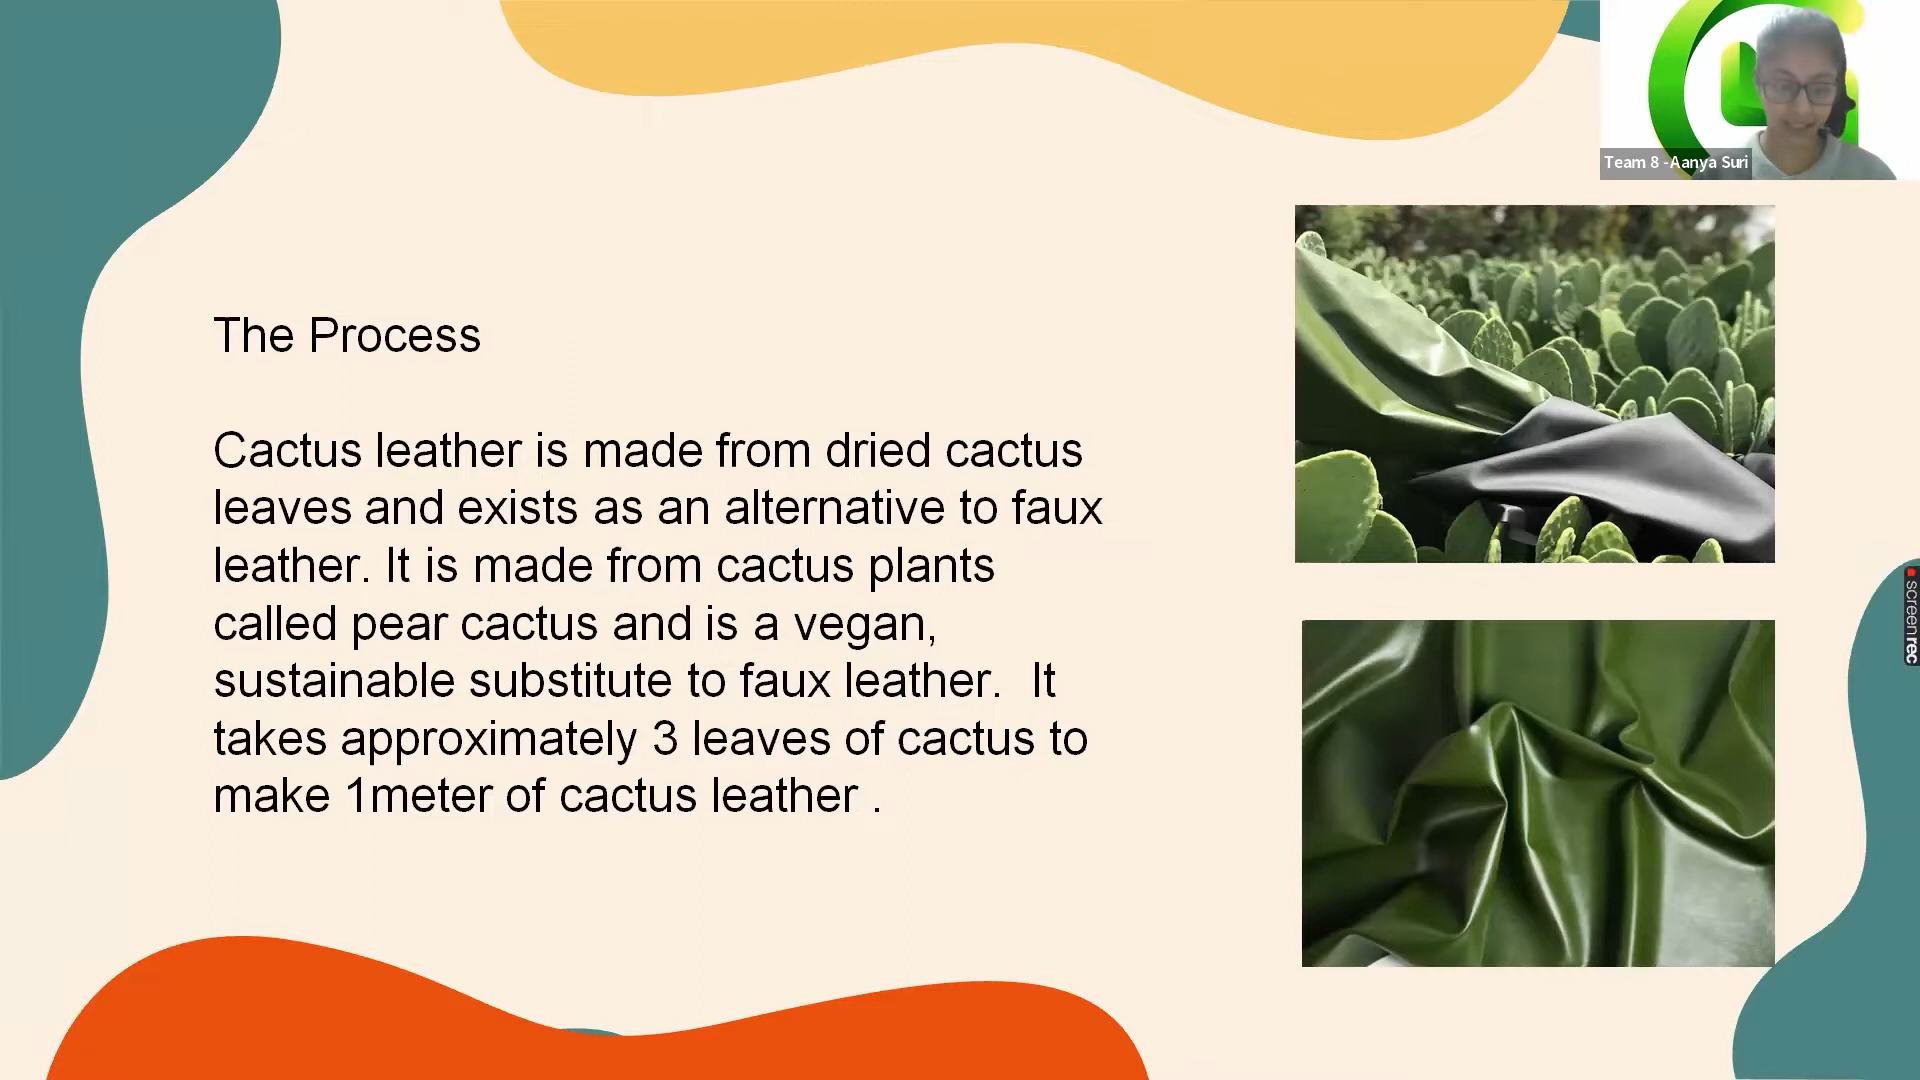 Team 8 -Aanya Suri
The Process
Cactus leather is made from dried cactus
leaves and exists as an alternative to faux
leather. It is made from cactus plants
called pear cactus and is a vegan,
sustainable substitute to faux leather.  It
takes approximately 3 leaves of cactus to
make 1meter of cactus leather .
screenrec